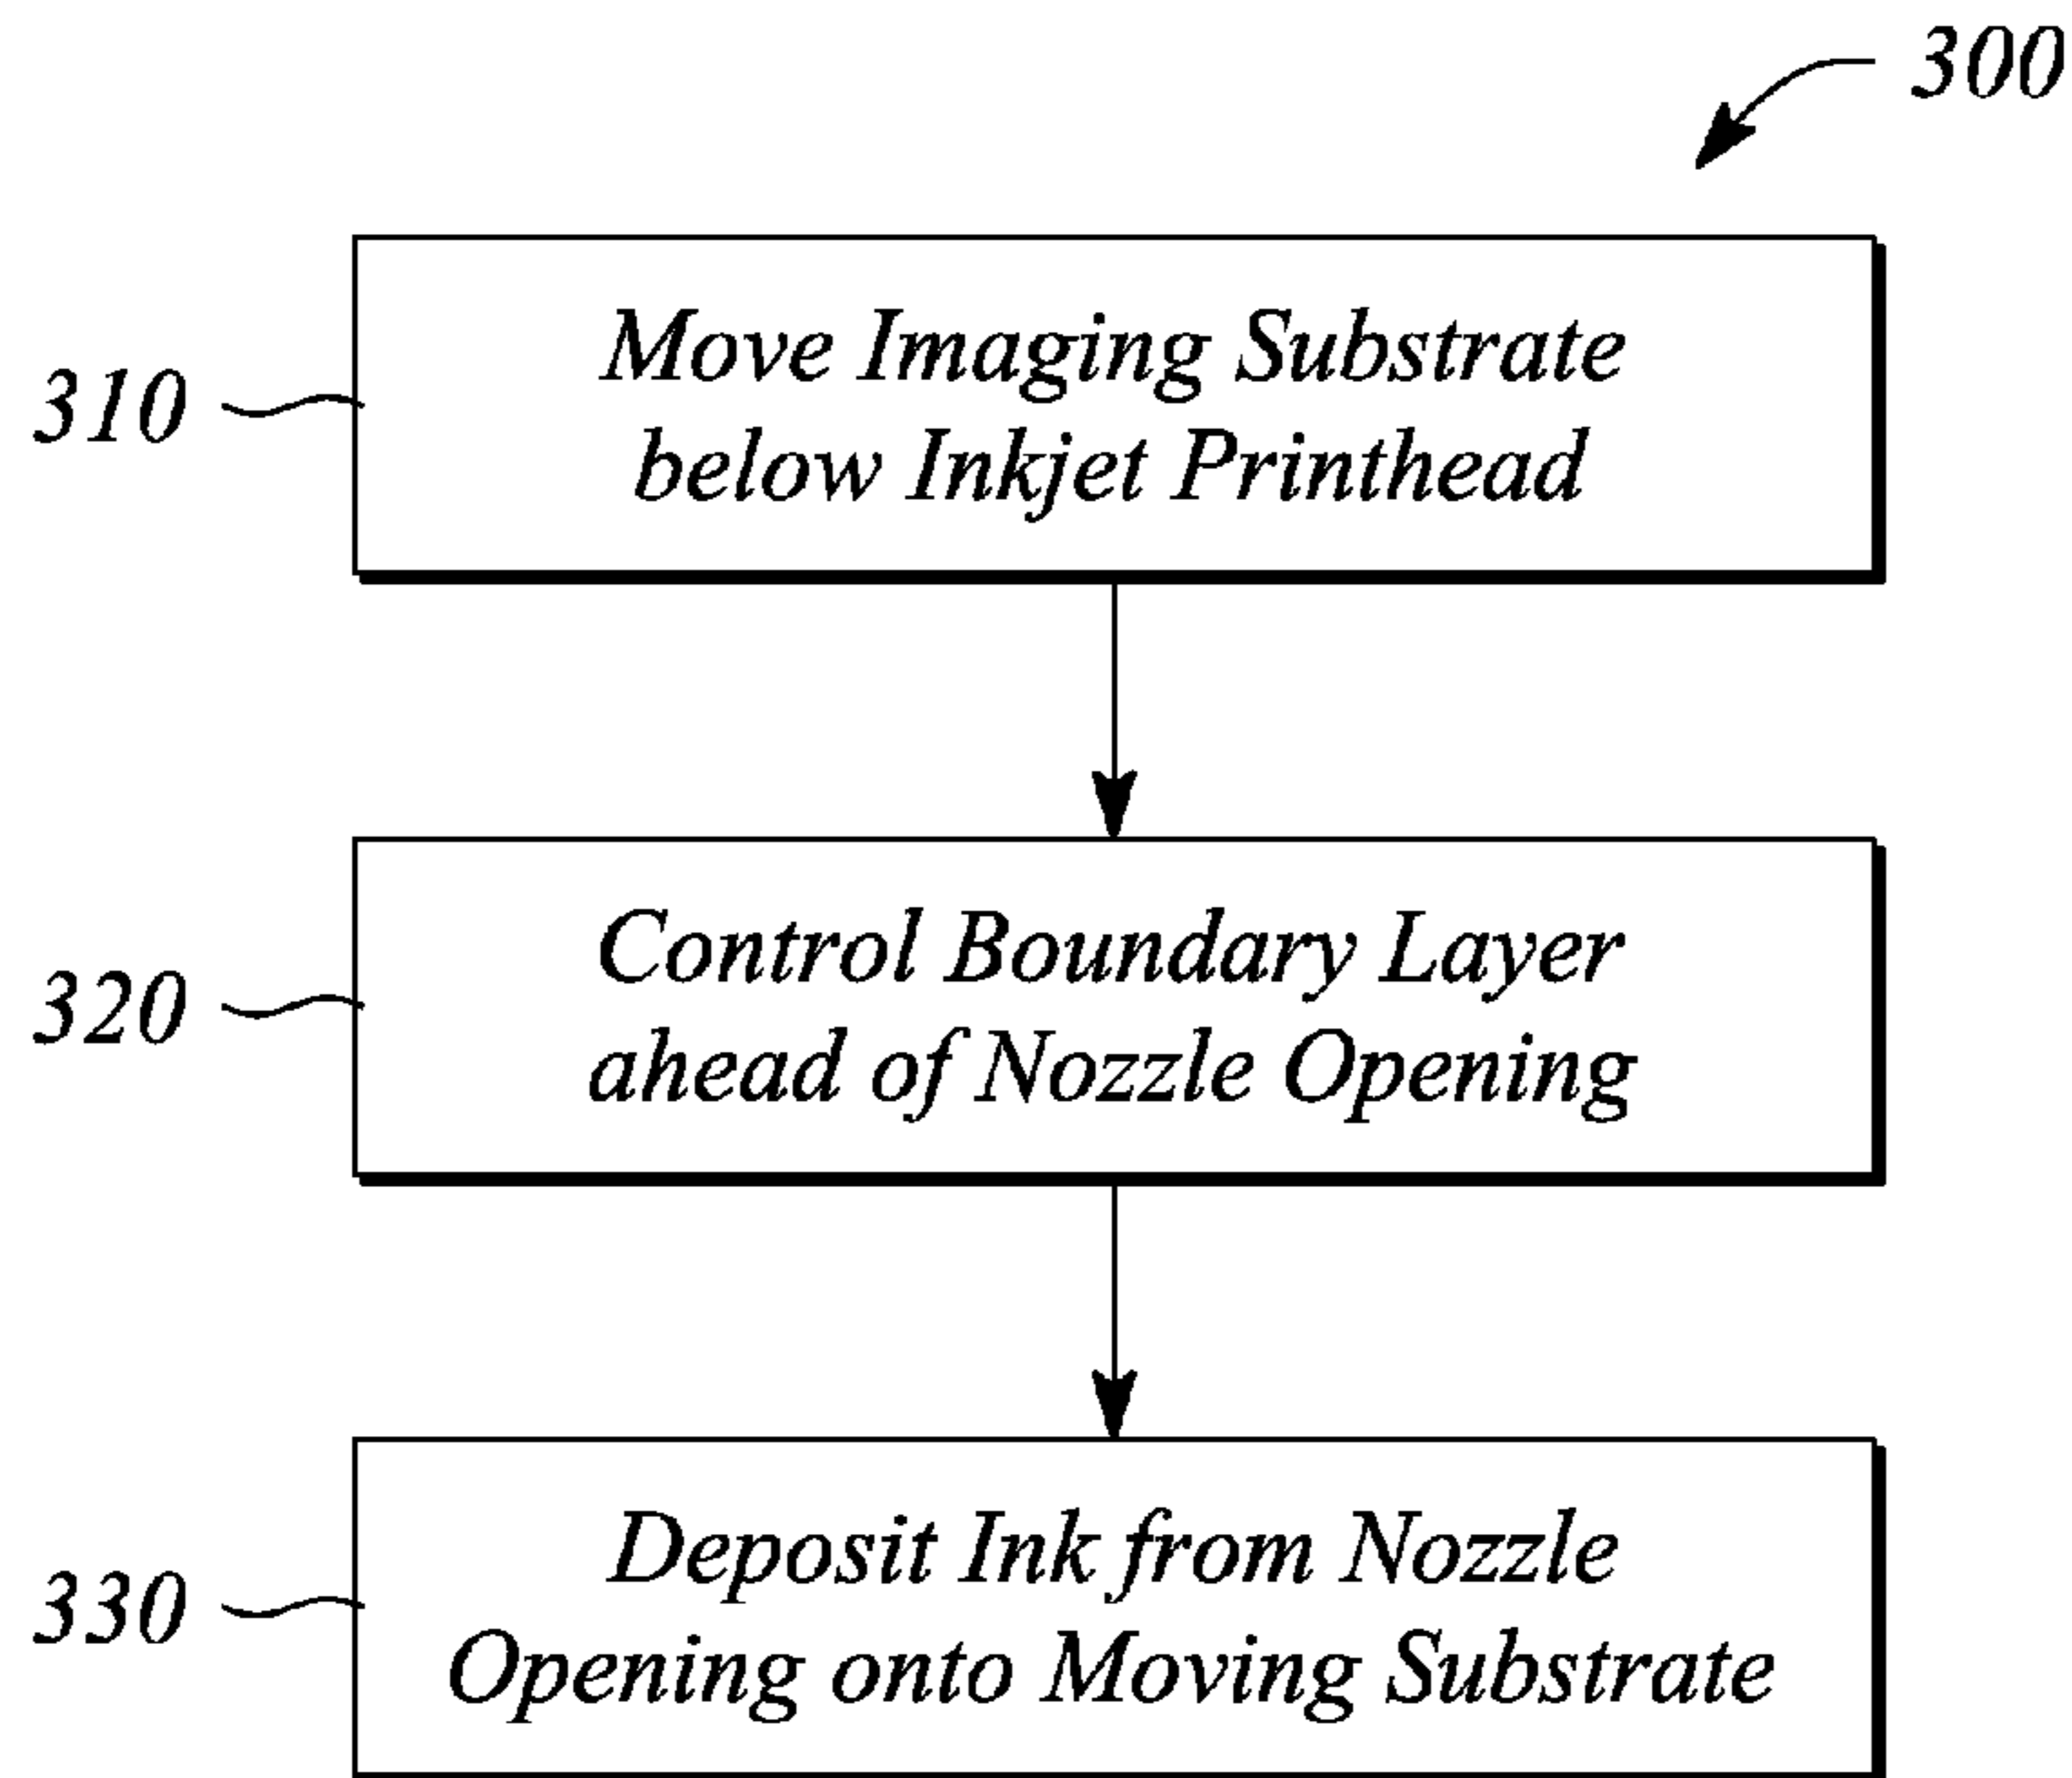 300
310
Move Imaging Substrate
below Inkjet Printhead
320
Control Boundary Layer
ahead of Nozzle Opening
330
Deposit Ink from Nozzle
Opening onto Moving Substrate